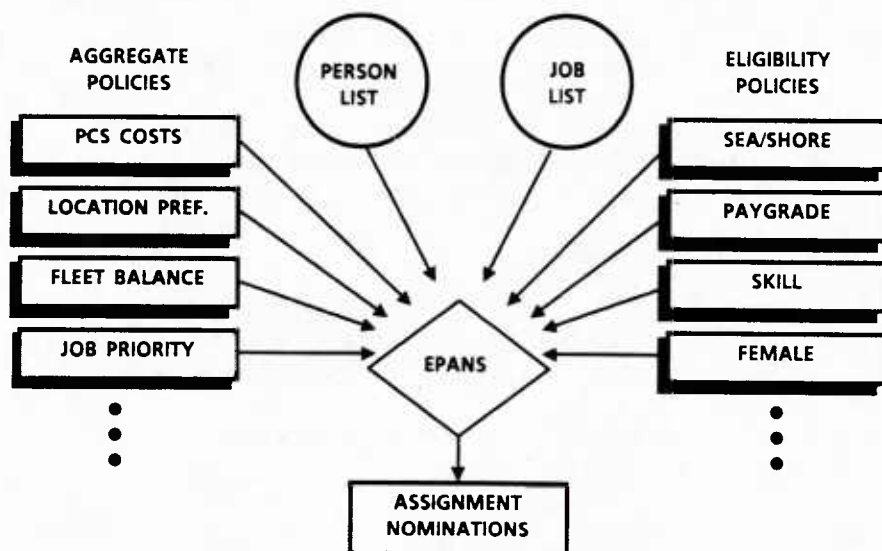 AGGREGATE
POLICIES
PERSON
LIST
JOB
LIST
ELIGIBILITY
POLICIES
PCS COSTS
LOCATION PREF.
FLEET BALANCE
JOB PRIORITY
SEA/SHORE
PAYGRADE
SKILL
FEMALE
EPANS
ASSIGNMENT
NOMINATIONS